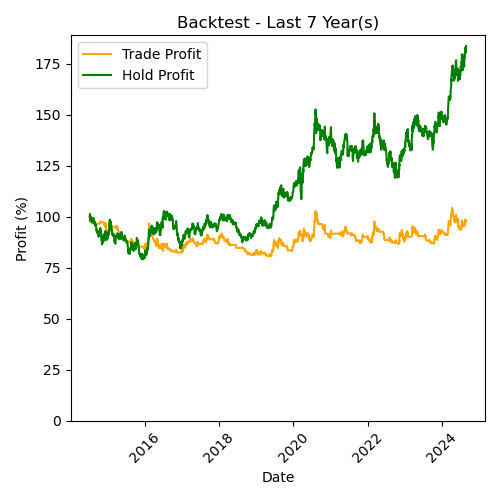 Backtest - Last 7 Year(s)
Trade Profit
Hold Profit
Profit (%)
175
150
125
100
75
50
25
0
2016
2018
2020
2022
2024
Date